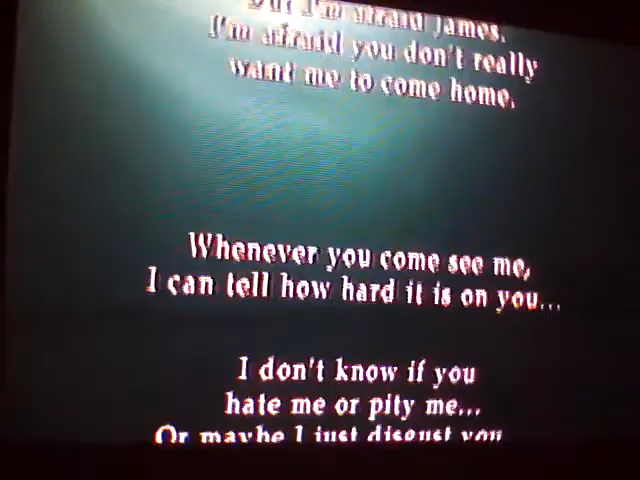 But I'm afraid James.
I'm afraid you don't really
want me to come home.
Whenever you come see me,
I can tell how hard it is on you...
I don't know if you
hate me or pity me...
Or maybe I just disgust you